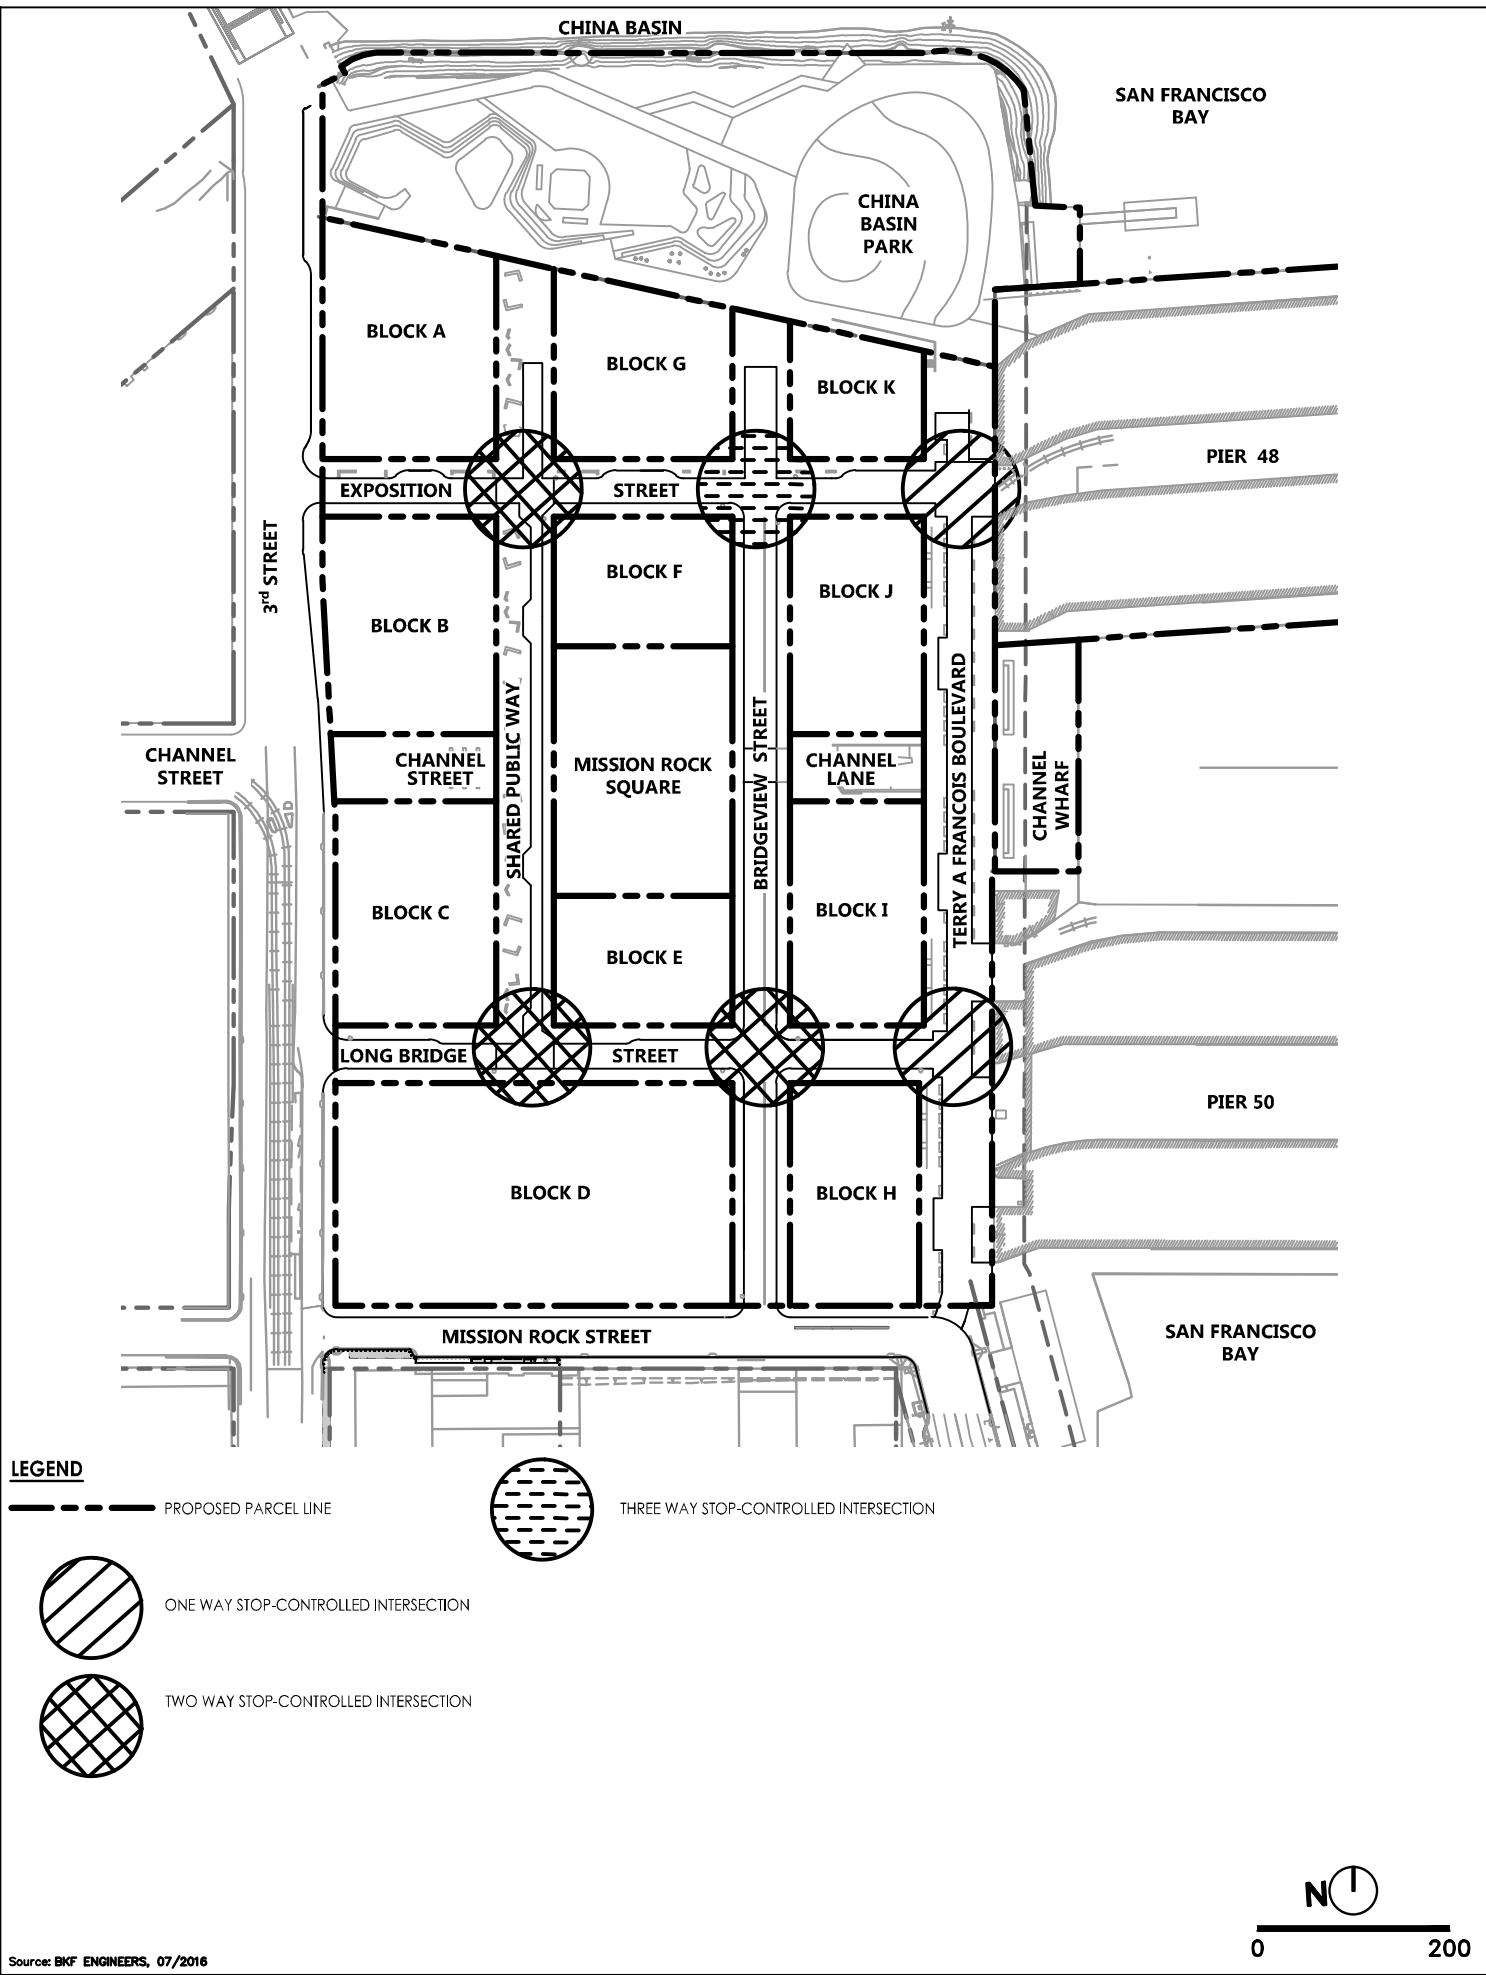 CHINA BASIN
SAN FRANCISCO
BAY
CHINA
BASIN
PARK
BLOCK A
BLOCK G
BLOCK K
PIER 48
EXPOSITION
STREET
3rd STREET
BLOCK F
BLOCK J
BLOCK B
SHARED PUBLIC WAY
BRIDGEVIEW STREET
TERRY A FRANCOIS BOULEVARD
CHANNEL
STREET
CHANNEL
STREET
MISSION ROCK
SQUARE
CHANNEL
LANE
CHANNEL
WHARF
BLOCK C
BLOCK I
BLOCK E
LONG BRIDGE
STREET
PIER 50
BLOCK D
BLOCK H
MISSION ROCK STREET
SAN FRANCISCO
BAY
LEGEND
PROPOSED PARCEL LINE
THREE WAY STOP-CONTROLLED INTERSECTION
ONE WAY STOP-CONTROLLED INTERSECTION
TWO WAY STOP-CONTROLLED INTERSECTION
N
0 200
Source: BKF ENGINEERS, 07/2016